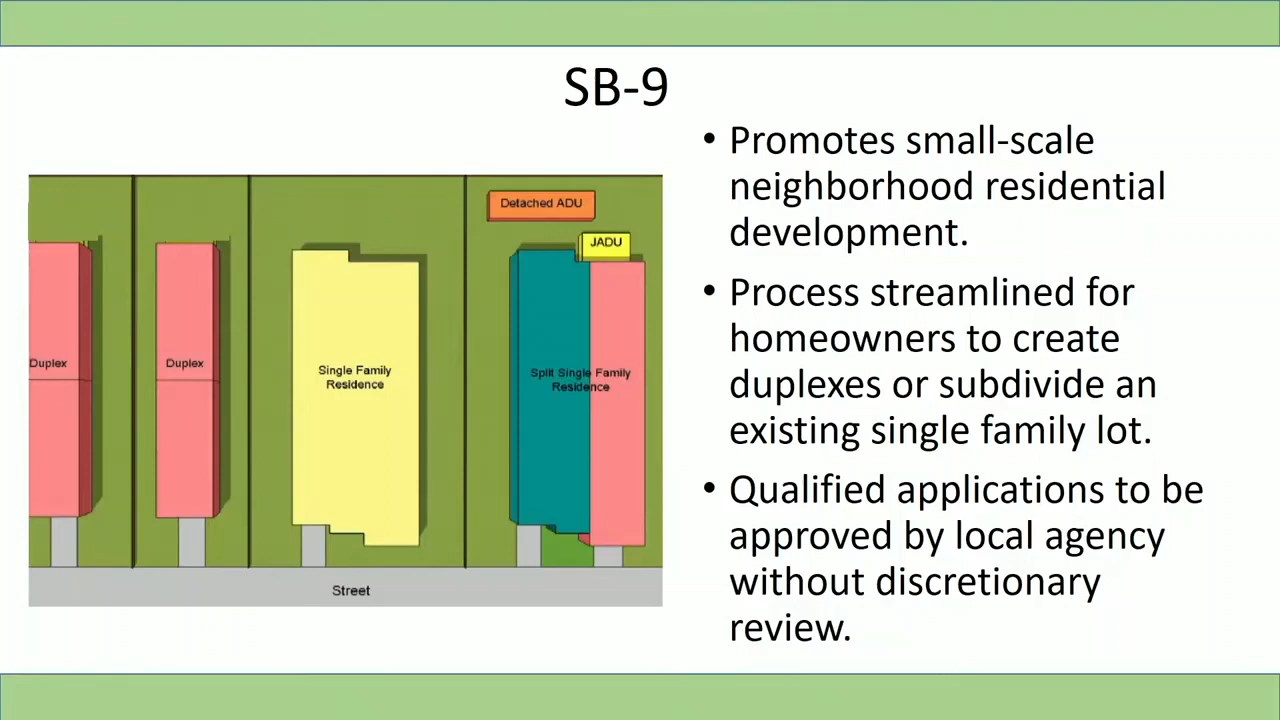 SB-9
• Promotes small-scale
neighborhood residential
development.
• Process streamlined for
homeowners to create
duplexes or subdivide an
existing single family lot.
• Qualified applications to be
approved by local agency
without discretionary
review.
Detached ADU
JADU
Duplex
Duplex
Single Family
Residence
Split Single Family
Residence
Street